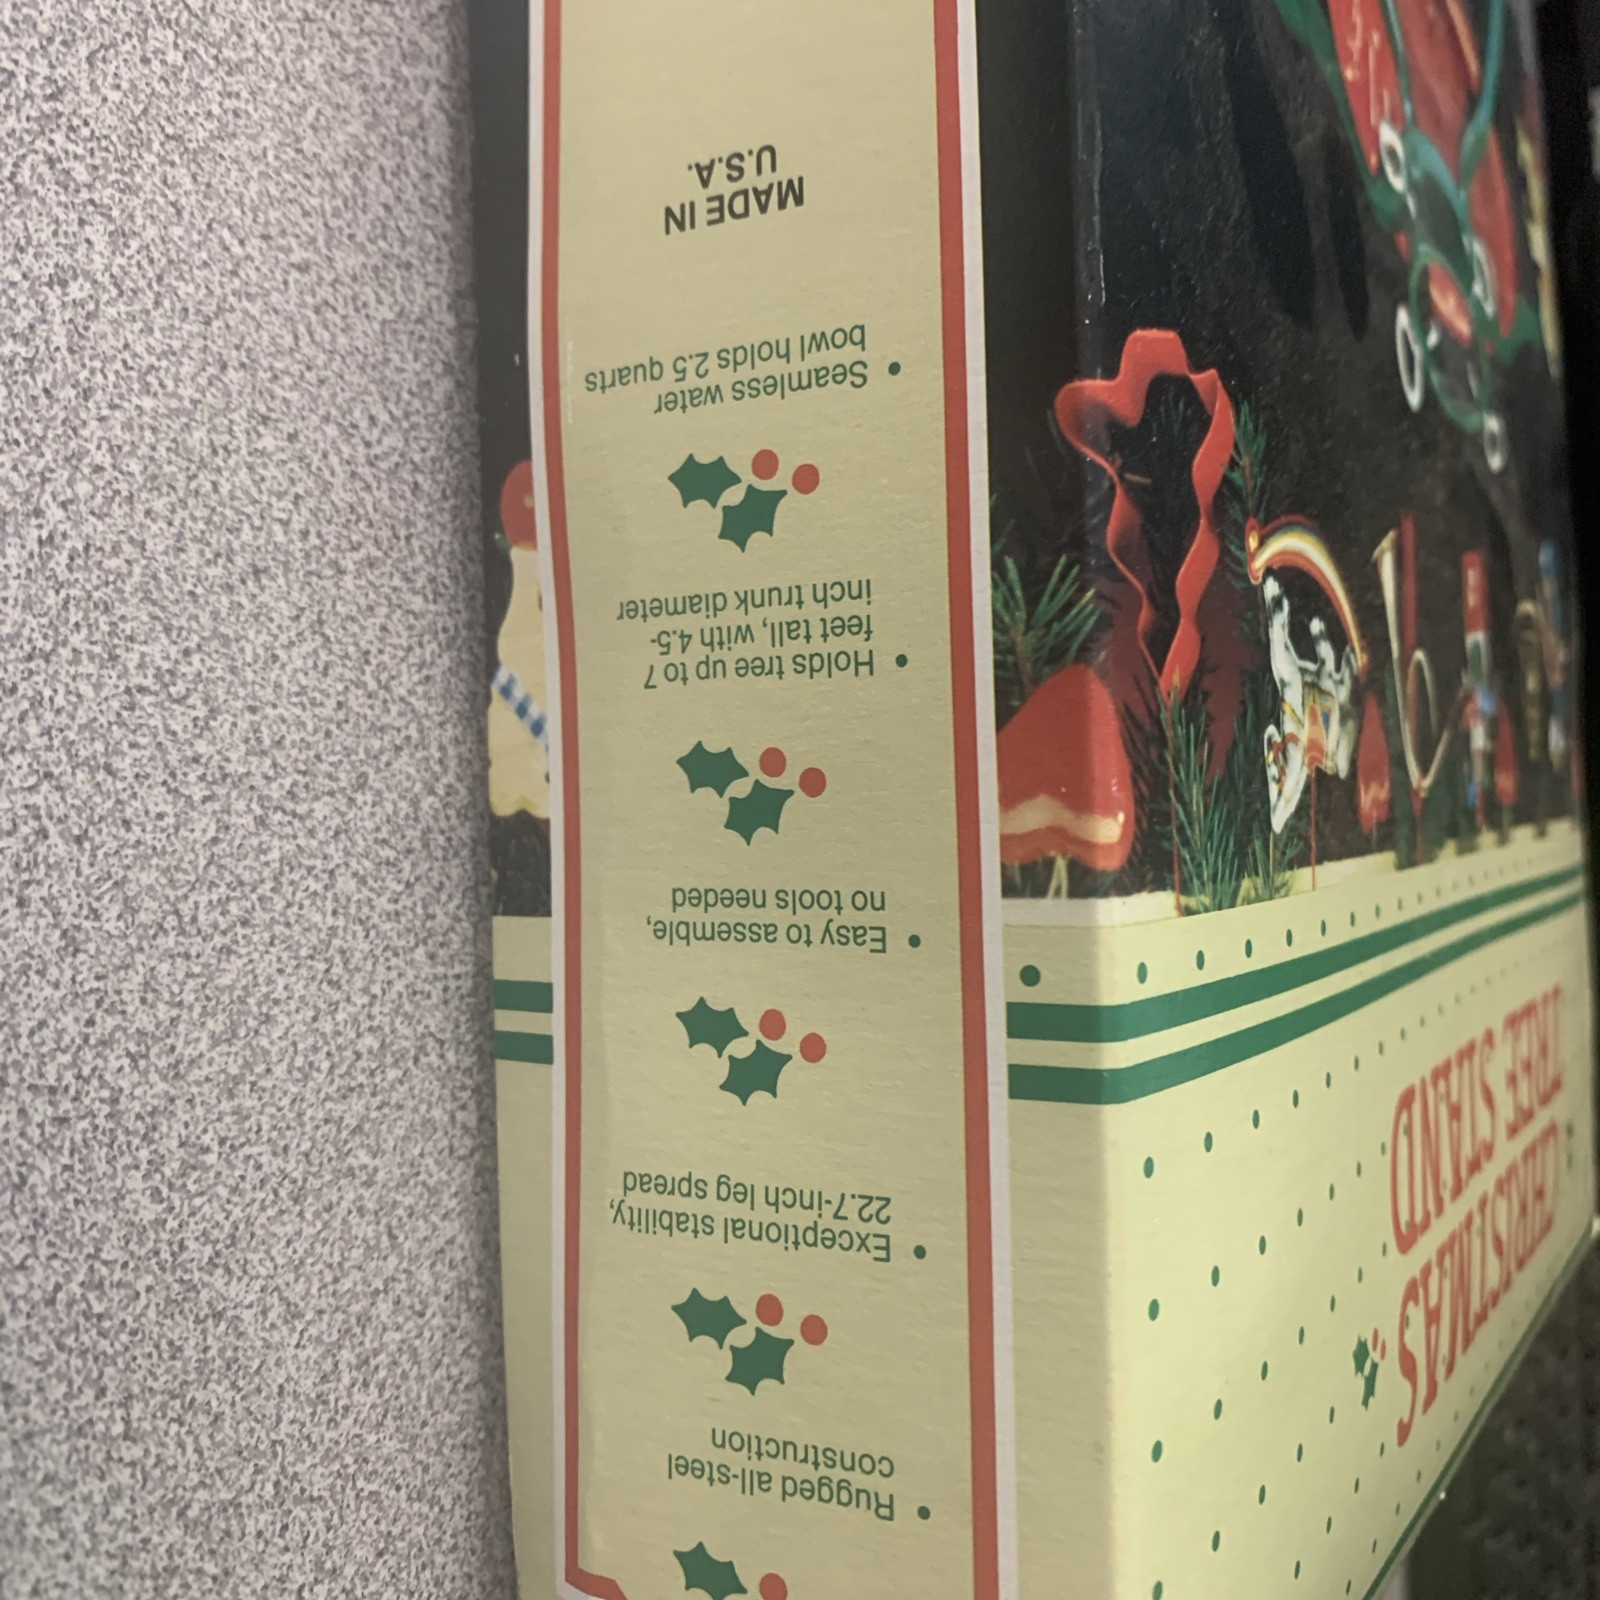 CHRISTMAS
TREE STAND
• Rugged all-steel
construction
• Exceptional stability,
22.7-inch leg spread
• Easy to assemble,
no tools needed
• Holds tree up to 7
feet tall, with 4.5-
inch trunk diameter
• Seamless water
bowl holds 2.5 quarts
MADE IN
U.S.A.